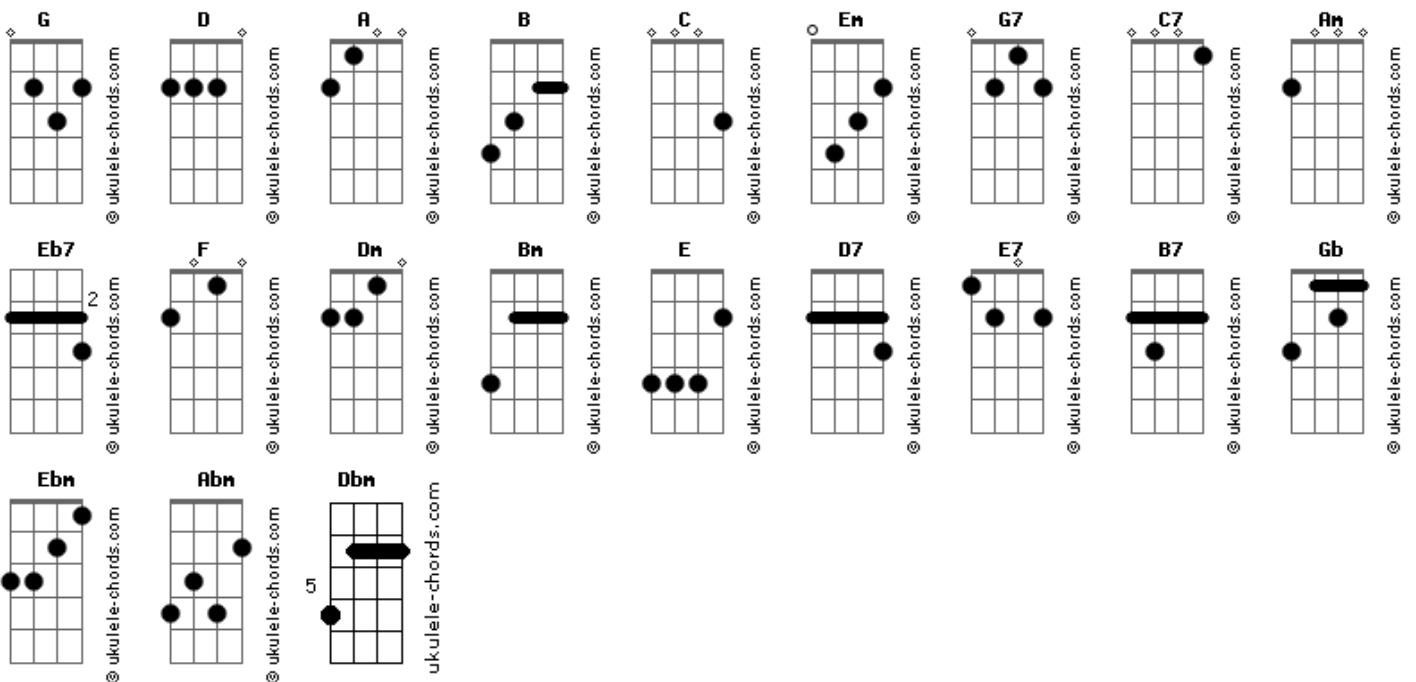 G D A B C Em G7 C7 Am
© ukulele-chords.com © ukulele-chords.com © ukulele-chords.com © ukulele-chords.com © ukulele-chords.com © ukulele-chords.com © ukulele-chords.com © ukulele-chords.com © ukulele-chords.com
Eb7 F Dm Bm E D7 E7 B7 Gb
2
© ukulele-chords.com © ukulele-chords.com © ukulele-chords.com © ukulele-chords.com © ukulele-chords.com © ukulele-chords.com © ukulele-chords.com © ukulele-chords.com © ukulele-chords.com
Ebm Abm Dbm
5
© ukulele-chords.com © ukulele-chords.com ukulele-chords.com